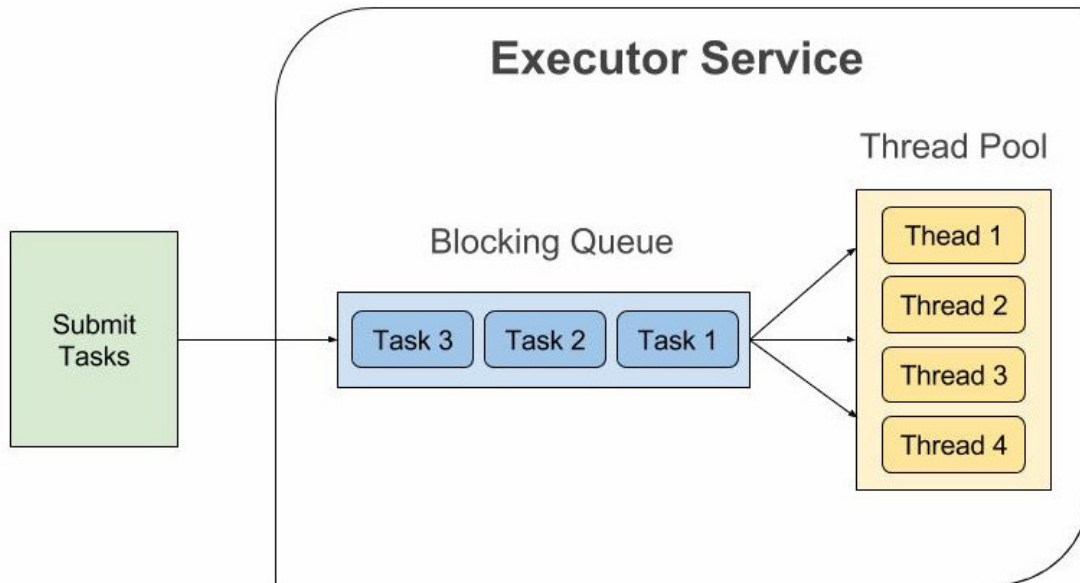 Executor Service
Thread Pool
Blocking Queue
Submit
Tasks
Task 3 Task 2 Task 1
Thead 1
Thread 2
Thread 3
Thread 4